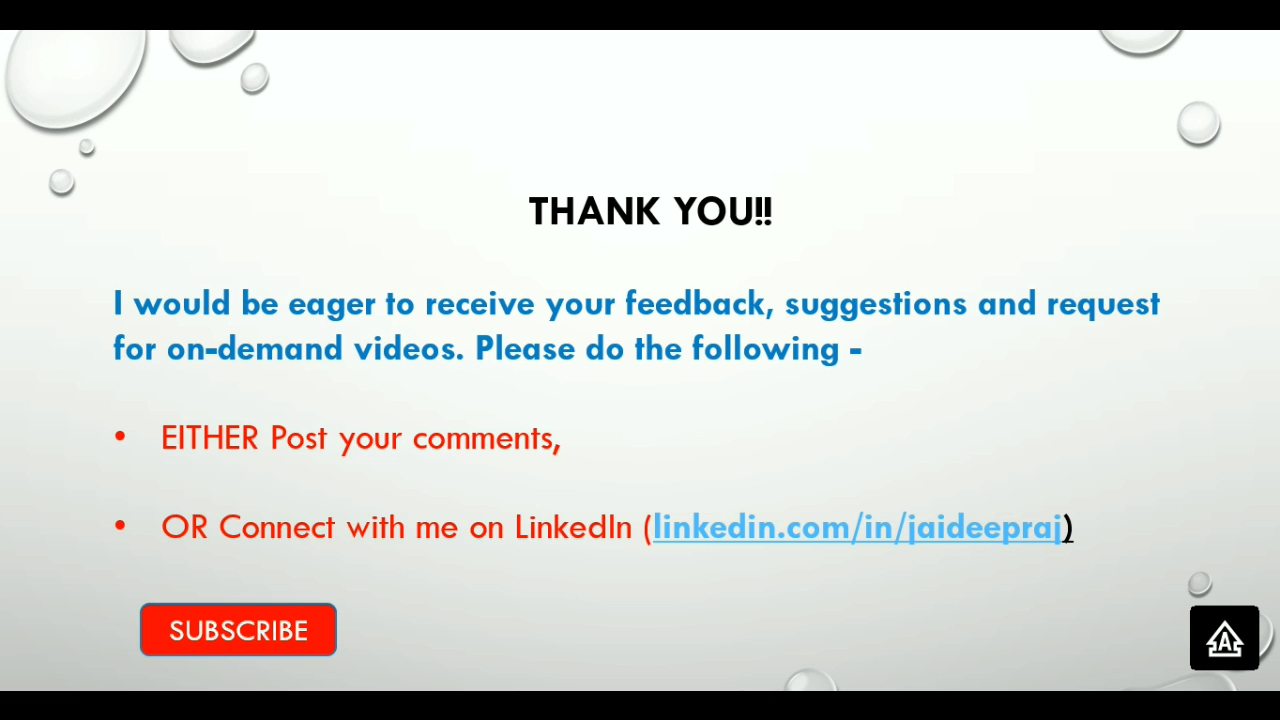 THANK YOU!!
I would be eager to receive your feedback, suggestions and request
for on-demand videos. Please do the following -
• EITHER Post your comments,
• OR Connect with me on LinkedIn (linkedin.com/in/jaideepraj)
SUBSCRIBE
A